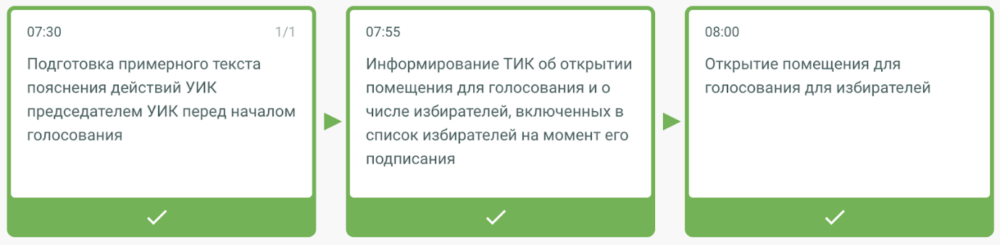 07:30
1/1
Подготовка примерного текста
пояснения действий УИК
председателем УИК перед началом
голосования
07:55
Информирование ТИК об открытии
помещения для голосования и о
числе избирателей, включенных в
список избирателей на момент его
подписания
08:00
Открытие помещения для
голосования для избирателей